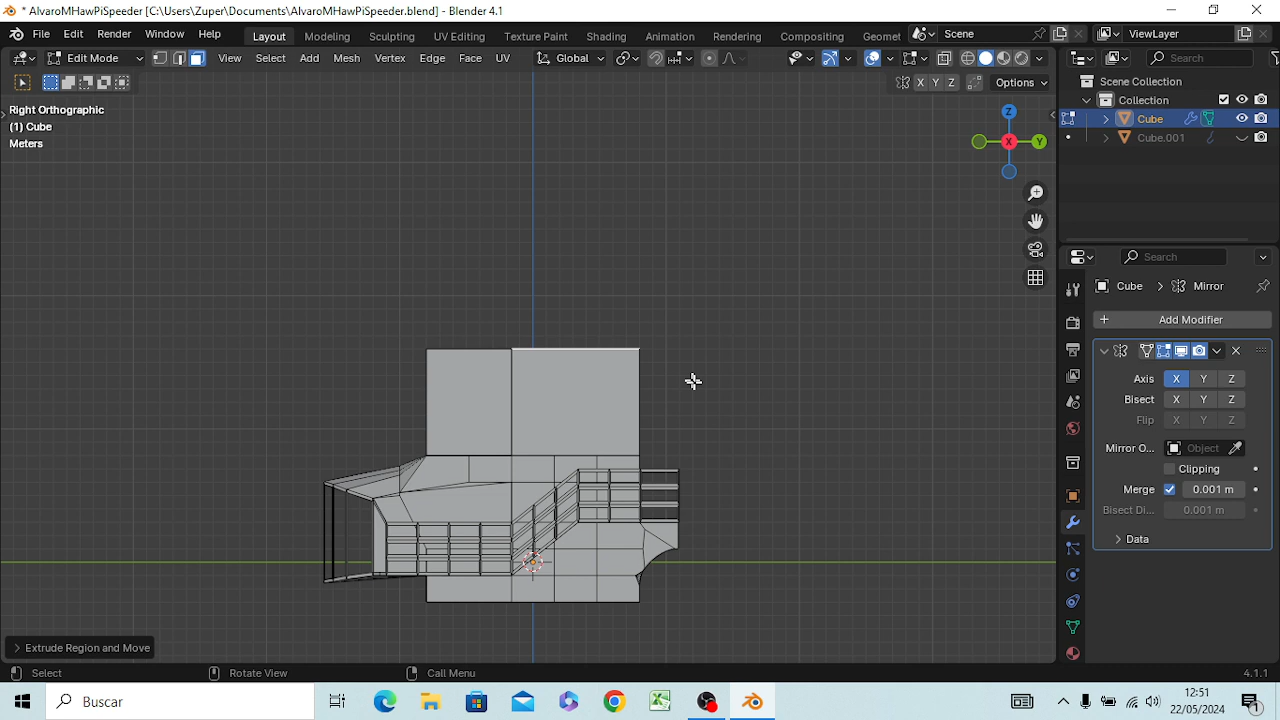 * AlvaroMHawPiSpeeder [C:\Users\Zuper\Documents\AlvaroMHawPiSpeeder.blend] - Blender 4.1
File Edit Render Window Help Layout Modeling Sculpting UV Editing Texture Paint Shading Animation Rendering Compositing Geomet Scene ViewLayer
Edit Mode View Select Add Mesh Vertex Edge Face UV Global Search
X Y Z Options
Right Orthographic
(1) Cube
Meters
Z
Y
X
Scene Collection
Collection
Cube
Cube.001
Search
Cube > Mirror
+ Add Modifier
Axis X Y Z
Bisect X Y Z
Flip X Y Z
Mirror O... Object
Clipping
Merge 0.001 m
Bisect Di... 0.001 m
> Data
> Extrude Region and Move
Select Rotate View Call Menu 4.1.1
Buscar
12:51
22/05/2024
1